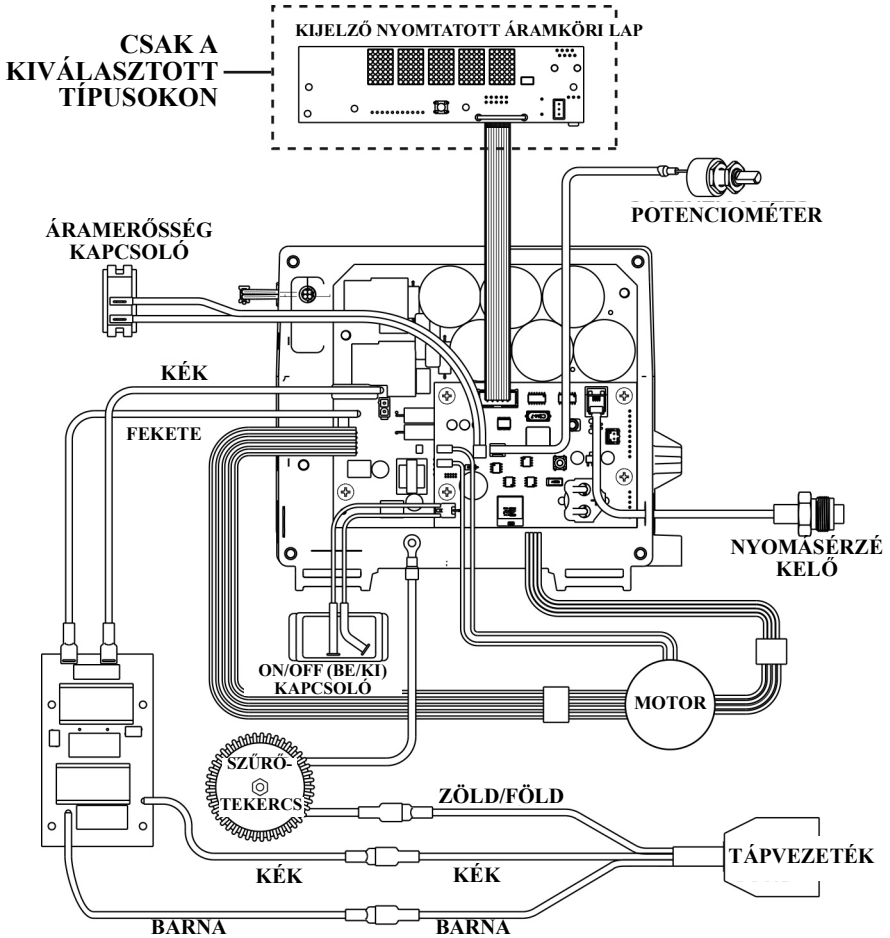 KIJELZŐ NYOMTATOTT ÁRAMKÖRI LAP
CSAK A
KIVÁLASZTOTT
TÍPUSOKON
POTENCIOMÉTER
ÁRAMERŐSSÉG
KAPCSOLÓ
KÉK
FEKETE
NYOMÁSÉRZÉ
KELŐ
ON/OFF (BE/KI)
KAPCSOLÓ
MOTOR
SZŰRŐ-
TEKERCS
ZÖLD/FÖLD
TÁPVEZETÉK
KÉK
KÉK
BARNA
BARNA